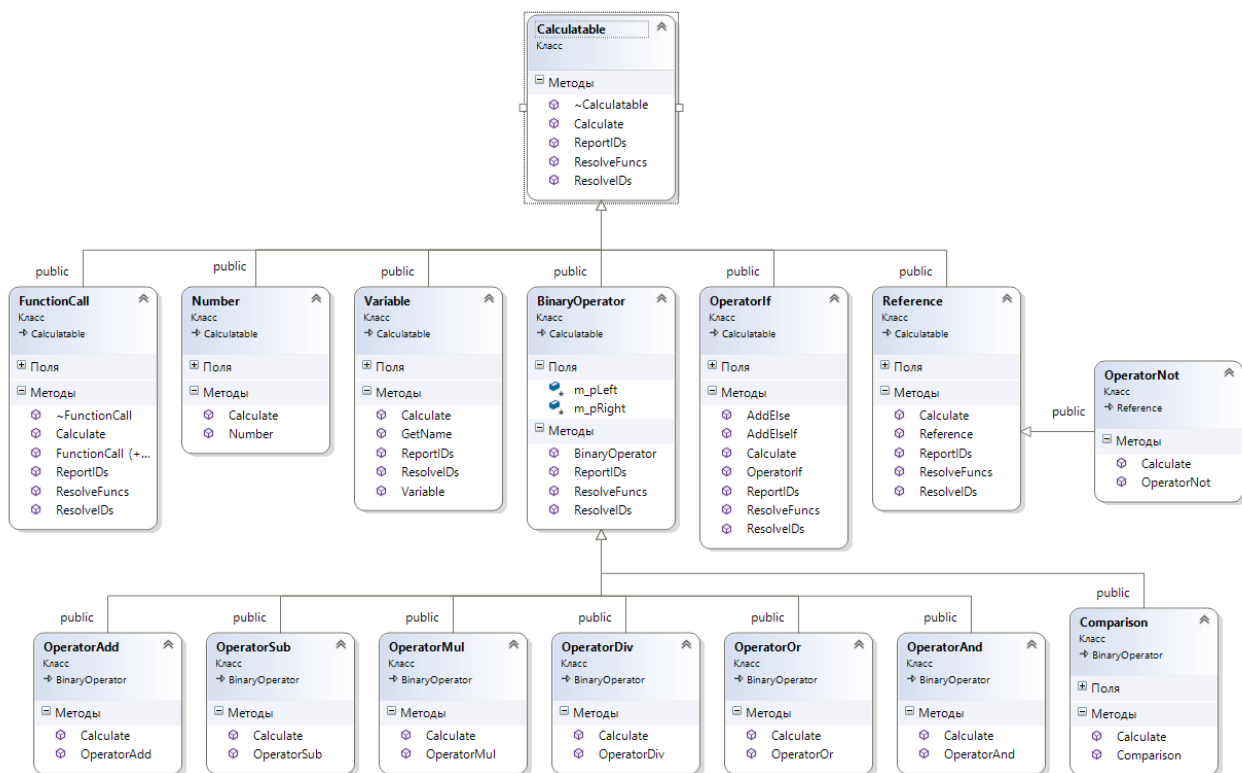 Calculatable
Класс
Методы
~Calculatable
Calculate
ReportIDs
ResolveFuncs
ResolveIDs
public
public
public
public
public
public
FunctionCall
Класс
Calculatable
Поля
Методы
~FunctionCall
Calculate
FunctionCall (+...
ReportIDs
ResolveFuncs
ResolveIDs
Number
Класс
Calculatable
Поля
Методы
Calculate
Number
Variable
Класс
Calculatable
Поля
Методы
Calculate
GetName
ReportIDs
ResolveIDs
Variable
BinaryOperator
Класс
Calculatable
Поля
m_pLeft
m_pRight
Методы
BinaryOperator
ReportIDs
ResolveFuncs
ResolveIDs
OperatorIf
Класс
Calculatable
Поля
Методы
AddElse
AddElseIf
Calculate
OperatorIf
ReportIDs
ResolveFuncs
ResolveIDs
Reference
Класс
Calculatable
Поля
Методы
Calculate
Reference
ReportIDs
ResolveFuncs
ResolveIDs
public
OperatorNot
Класс
Reference
Методы
Calculate
OperatorNot
public
public
public
public
public
public
public
OperatorAdd
Класс
BinaryOperator
Методы
Calculate
OperatorAdd
OperatorSub
Класс
BinaryOperator
Методы
Calculate
OperatorSub
OperatorMul
Класс
BinaryOperator
Методы
Calculate
OperatorMul
OperatorDiv
Класс
BinaryOperator
Методы
Calculate
OperatorDiv
OperatorOr
Класс
BinaryOperator
Методы
Calculate
OperatorOr
OperatorAnd
Класс
BinaryOperator
Методы
Calculate
OperatorAnd
Comparison
Класс
BinaryOperator
Поля
Методы
Calculate
Comparison